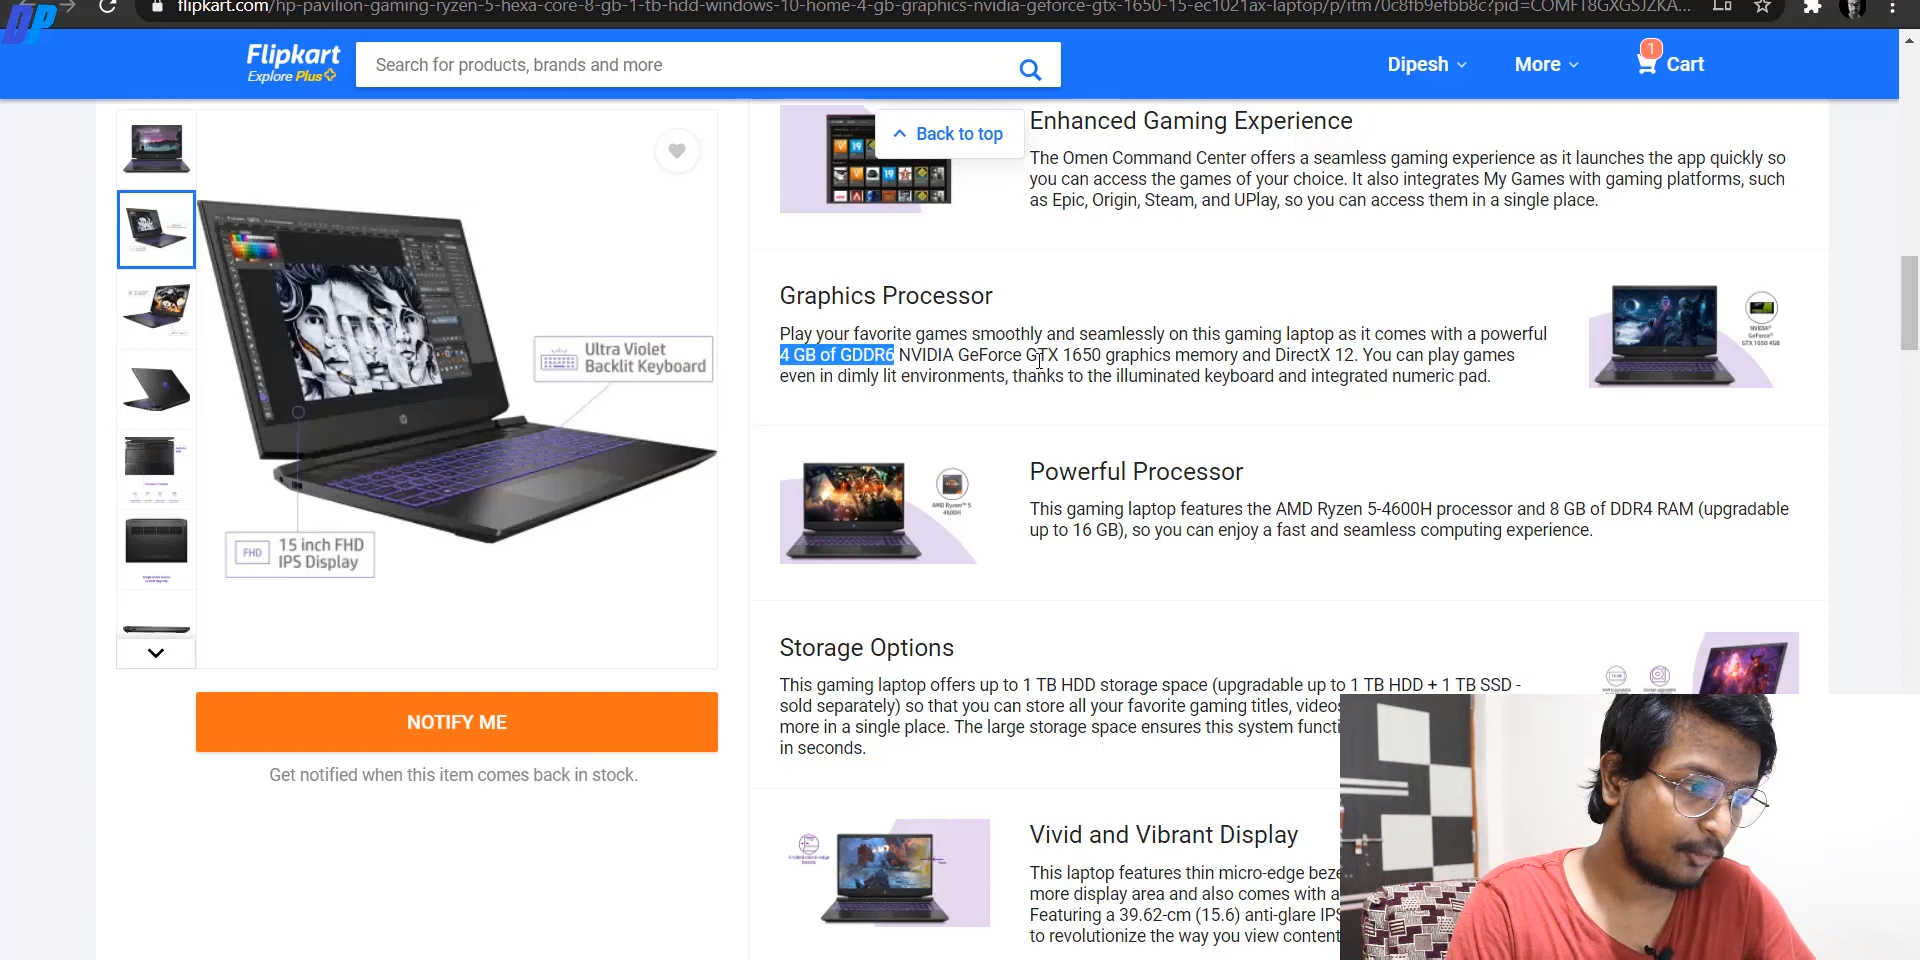 DP
flipkart.com/hp-pavilion-gaming-ryzen-5-hexa-core-8-gb-1-tb-hdd-windows-10-home-4-gb-graphics-nvidia-geforce-gtx-1650-15-ec1021ax-laptop/p/itm70c8fb9efbb8c?pid=COMFT8GXGSJZKA...
Flipkart
Explore Plus
Search for products, brands and more
Dipesh
More
1
Cart
Back to top
Enhanced Gaming Experience
The Omen Command Center offers a seamless gaming experience as it launches the app quickly so
you can access the games of your choice. It also integrates My Games with gaming platforms, such
as Epic, Origin, Steam, and UPlay, so you can access them in a single place.
Graphics Processor
Play your favorite games smoothly and seamlessly on this gaming laptop as it comes with a powerful
4 GB of GDDR6 NVIDIA GeForce GTX 1650 graphics memory and DirectX 12. You can play games
even in dimly lit environments, thanks to the illuminated keyboard and integrated numeric pad.
NVIDIA
GeForce
GTX 1650 4GB
Ultra Violet
Backlit Keyboard
FHD
15 inch FHD
IPS Display
AMD Ryzen 5
4600H
Powerful Processor
This gaming laptop features the AMD Ryzen 5-4600H processor and 8 GB of DDR4 RAM (upgradable
up to 16 GB), so you can enjoy a fast and seamless computing experience.
Storage Options
This gaming laptop offers up to 1 TB HDD storage space (upgradable up to 1 TB HDD + 1 TB SSD -
sold separately) so that you can store all your favorite gaming titles, videos
more in a single place. The large storage space ensures this system functi
in seconds.
NOTIFY ME
Get notified when this item comes back in stock.
Vivid and Vibrant Display
This laptop features thin micro-edge beze
more display area and also comes with a
Featuring a 39.62-cm (15.6) anti-glare IPS
to revolutionize the way you view content